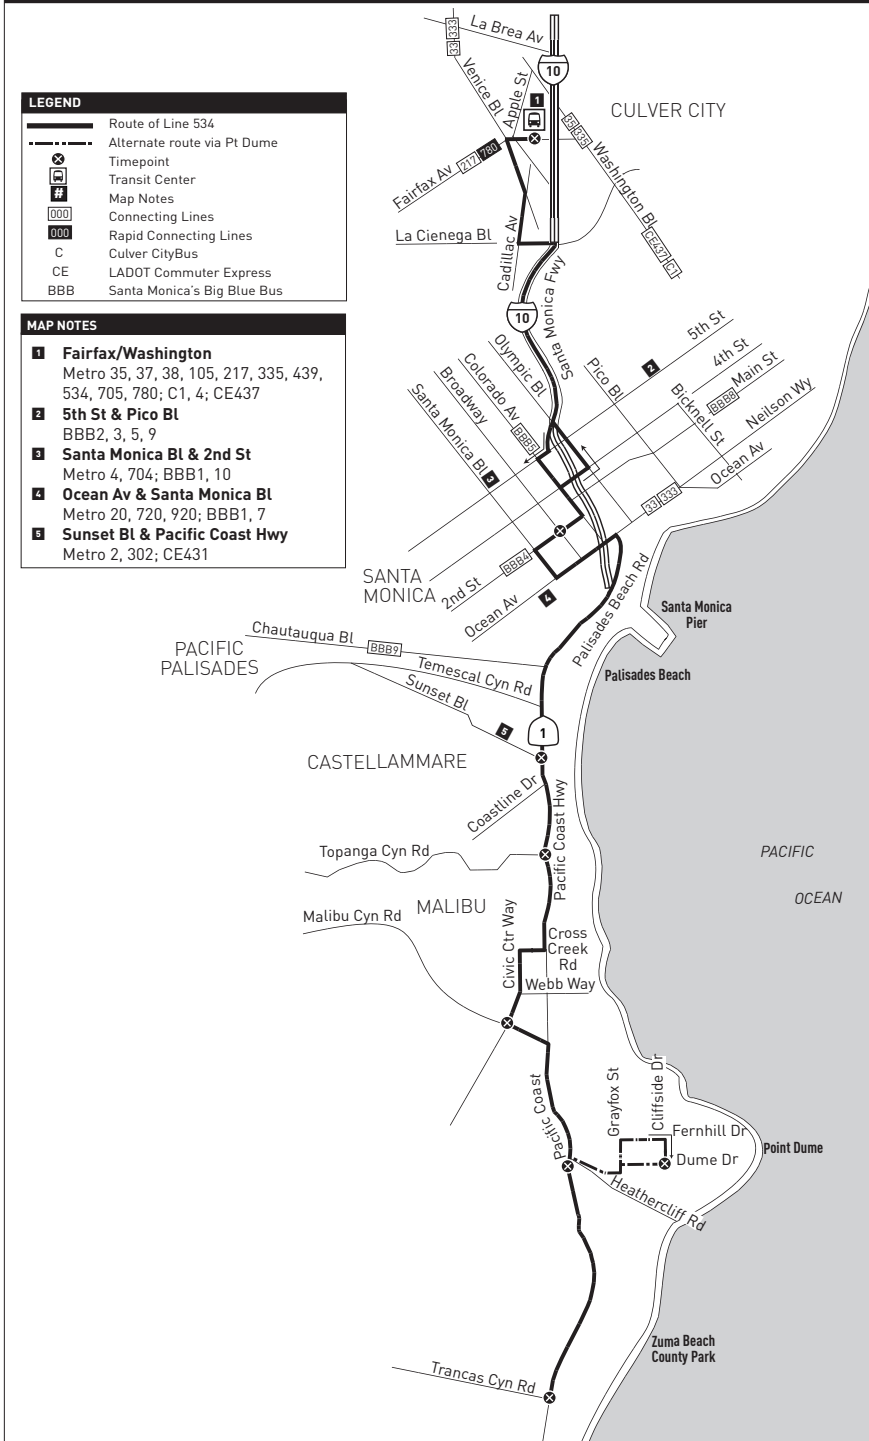 La Brea Av
33 333
10
Venice Bl
Apple St
1
CULVER CITY
35 335
Washington Bl
Fairfax Av
217 780
La Cienega Bl
Cadillac Av
CE437 C1
LEGEND
Route of Line 534
Alternate route via Pt Dume
Timepoint
Transit Center
# Map Notes
000 Connecting Lines
000 Rapid Connecting Lines
C Culver CityBus
CE LADOT Commuter Express
BBB Santa Monica's Big Blue Bus
MAP NOTES
1 Fairfax/Washington
Metro 35, 37, 38, 105, 217, 335, 439,
534, 705, 780; C1, 4; CE437
2 5th St & Pico Bl
BBB2, 3, 5, 9
3 Santa Monica Bl & 2nd St
Metro 4, 704; BBB1, 10
4 Ocean Av & Santa Monica Bl
Metro 20, 720, 920; BBB1, 7
5 Sunset Bl & Pacific Coast Hwy
Metro 2, 302; CE431
Santa Monica Fwy
10
Olympic Bl
Colorado Av
Broadway
Santa Monica Bl
BBB5
3
Pico Bl
2
5th St
4th St
Main St
BBB8
Bicknell St
Neilson Wy
Ocean Av
33 333
SANTA
MONICA
2nd St
BBB4
Ocean Av
4
Palisades Beach Rd
Santa Monica
Pier
Palisades Beach
Chautauqua Bl
BBB9
PACIFIC
PALISADES
Temescal Cyn Rd
Sunset Bl
5
1
CASTELLAMMARE
Coastline Dr
Pacific Coast Hwy
Topanga Cyn Rd
PACIFIC
OCEAN
MALIBU
Malibu Cyn Rd
Civic Ctr Way
Cross
Creek
Rd
Webb Way
Pacific Coast
Grayfox St
Cliffside Dr
Fernhill Dr
Dume Dr
Point Dume
Heathercliff Rd
Zuma Beach
County Park
Trancas Cyn Rd